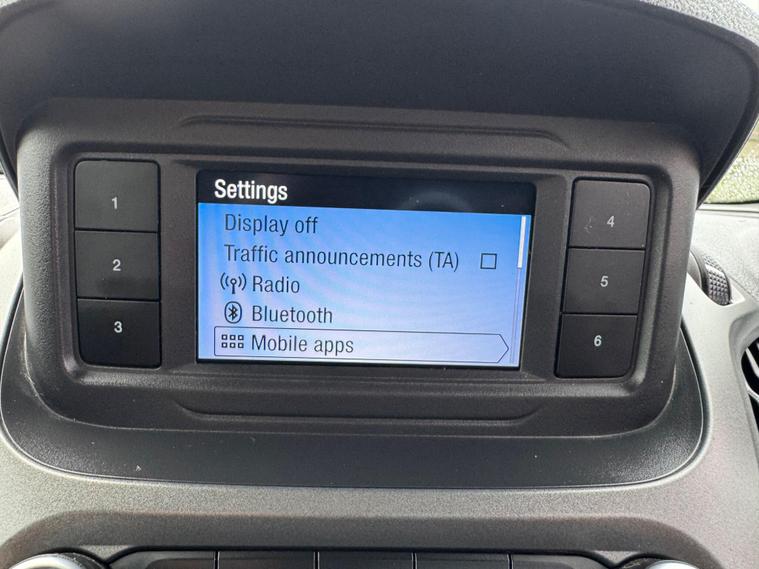 Settings
Display off
Traffic announcements (TA)
Radio
Bluetooth
Mobile apps
1
2
3
4
5
6